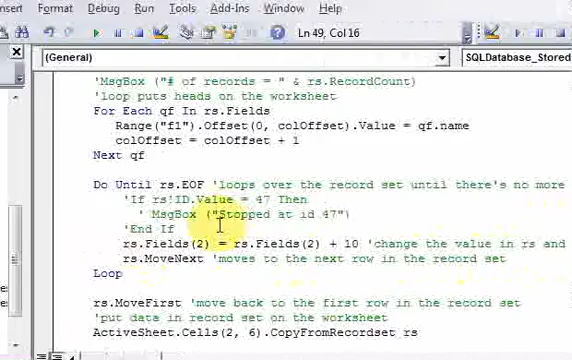 nsert Format Debug Run Tools Add-Ins Window Help
Ln 49, Col 16
(General) SQLDatabase_Stored
'MsgBox ("# of records = " & rs.RecordCount)
'loop puts heads on the worksheet
For Each qf In rs.Fields
Range("f1").Offset(0, colOffset).Value = qf.name
colOffset = colOffset + 1
Next qf
Do Until rs.EOF 'loops over the record set until there's no more
'If rs!ID.Value = 47 Then
' MsgBox ("Stopped at id 47")
'End If
rs.Fields(2) = rs.Fields(2) + 10 'change the value in rs and
rs.MoveNext 'moves to the next row in the record set
Loop
rs.MoveFirst 'move back to the first row in the record set
'put data in record set on the worksheet
ActiveSheet.Cells(2, 6).CopyFromRecordset rs